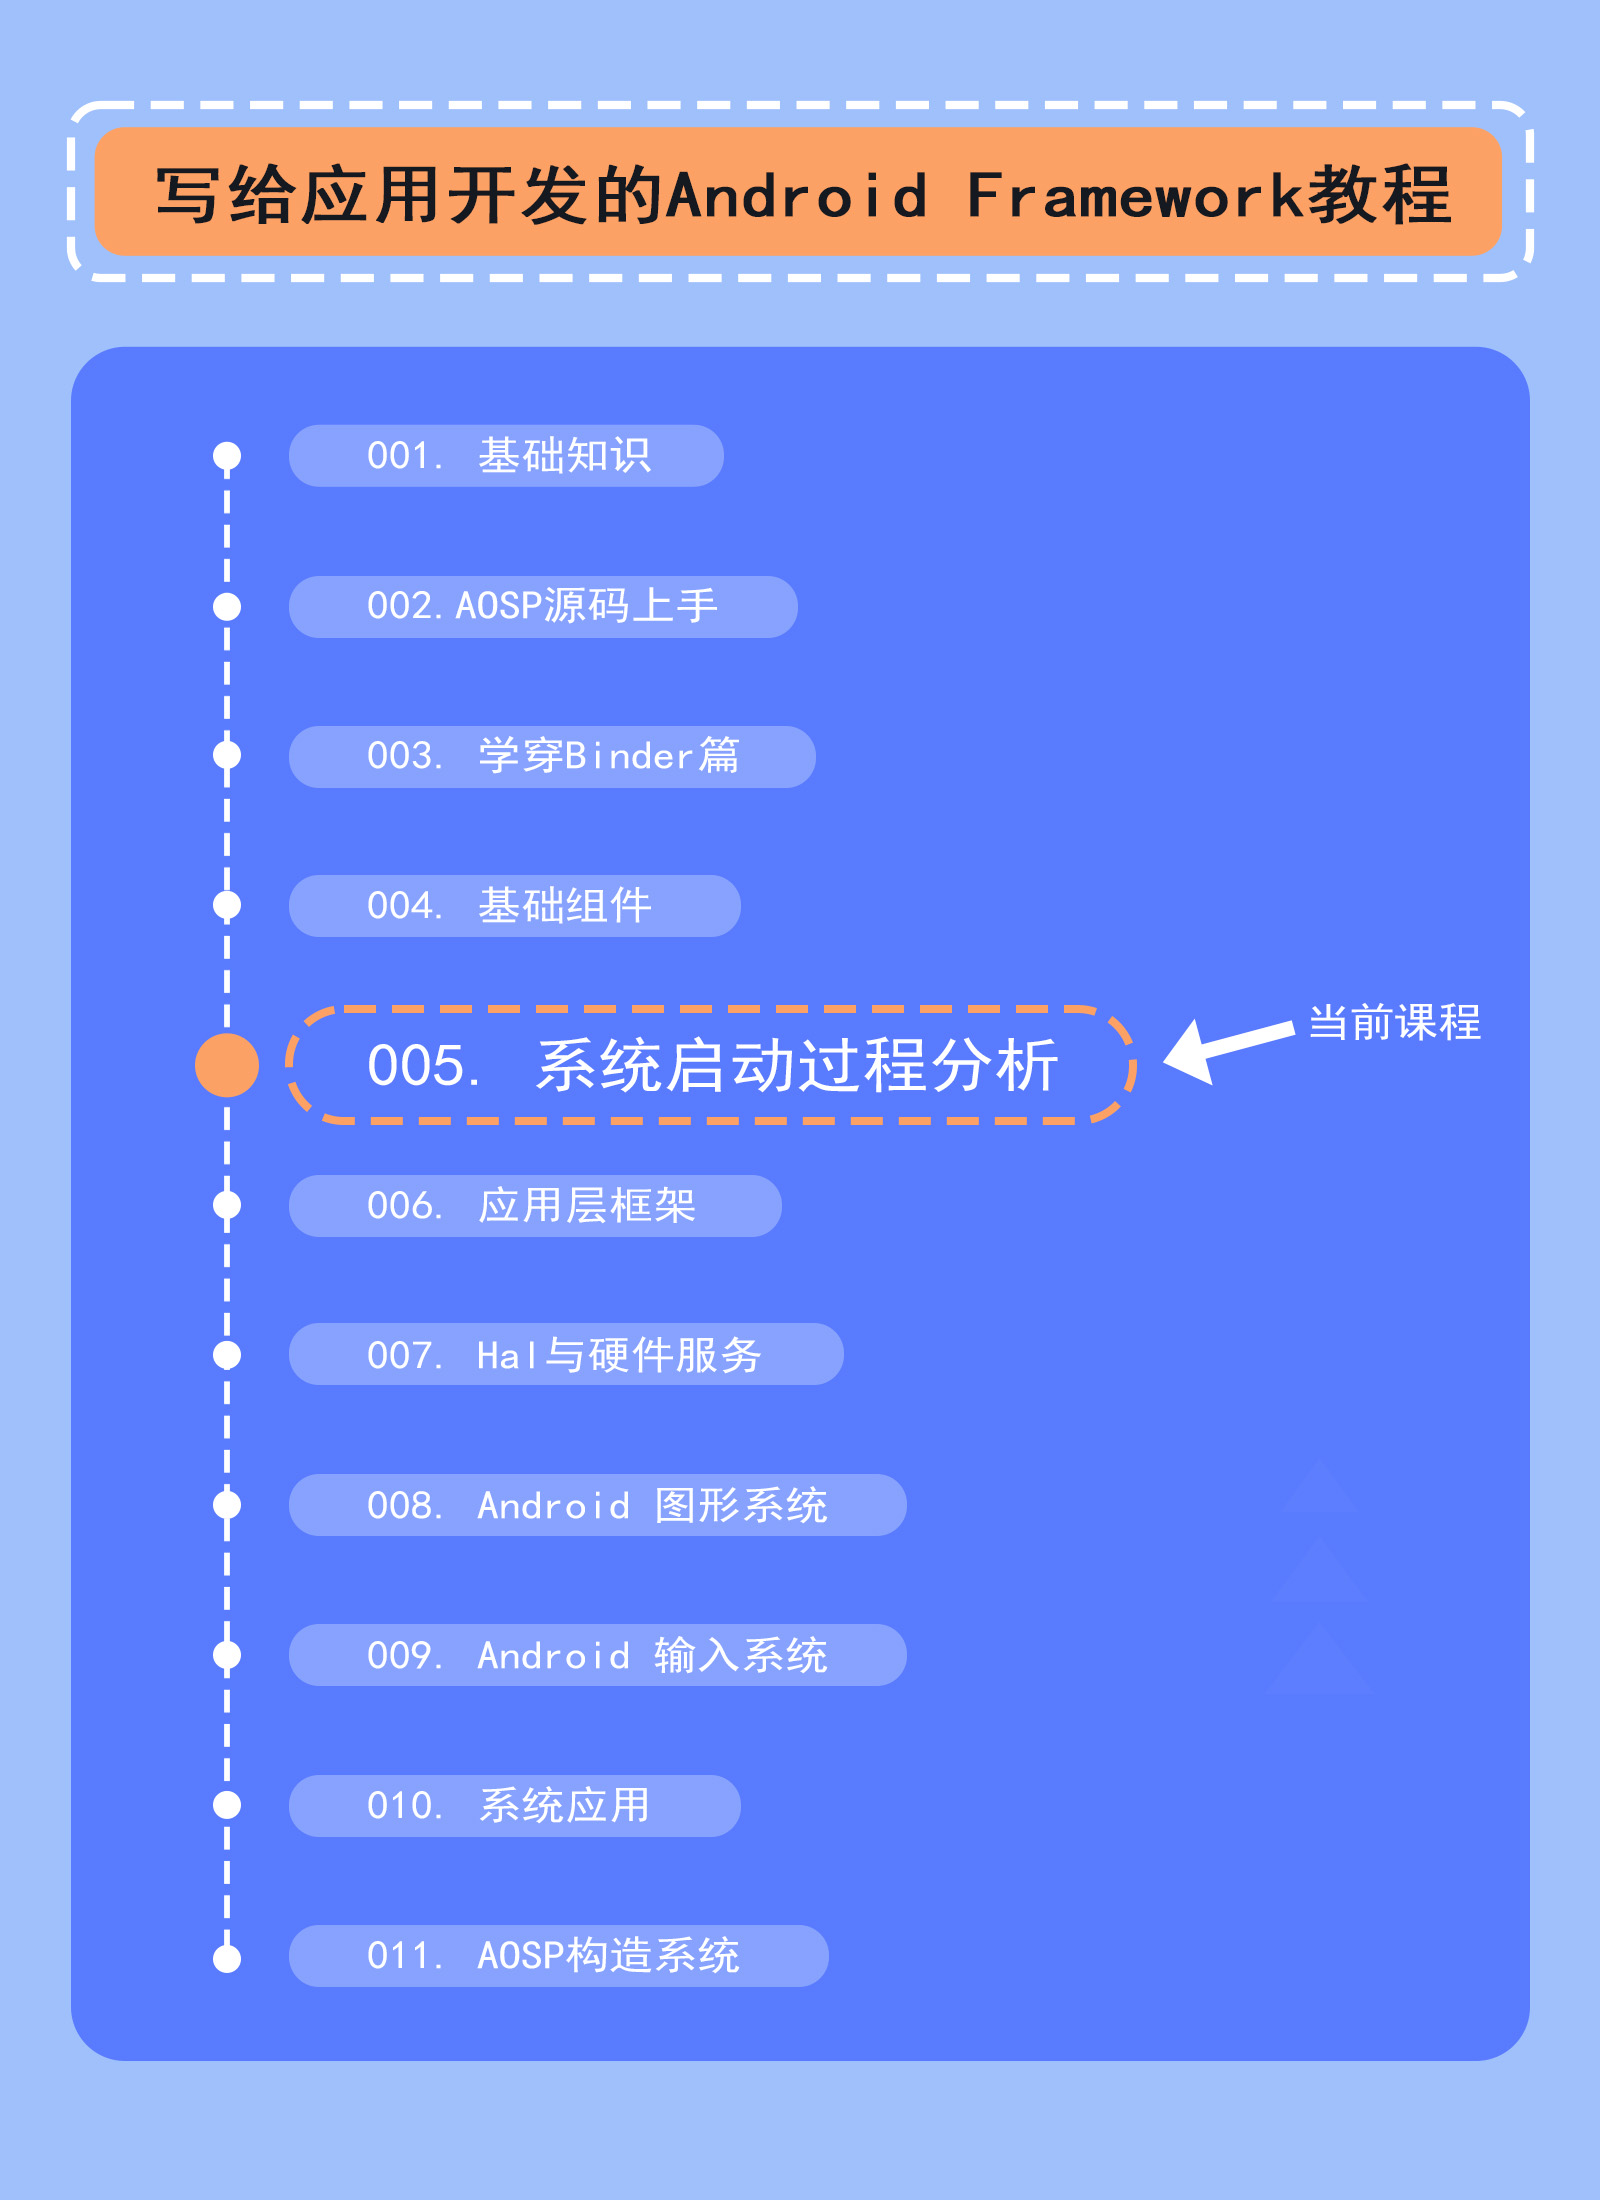 写给应用开发的Android Framework教程
001. 基础知识
002.AOSP源码上手
003. 学穿Binder篇
004. 基础组件
005. 系统启动过程分析
当前课程
006. 应用层框架
007. Hal与硬件服务
008. Android 图形系统
009. Android 输入系统
010. 系统应用
011. AOSP构造系统